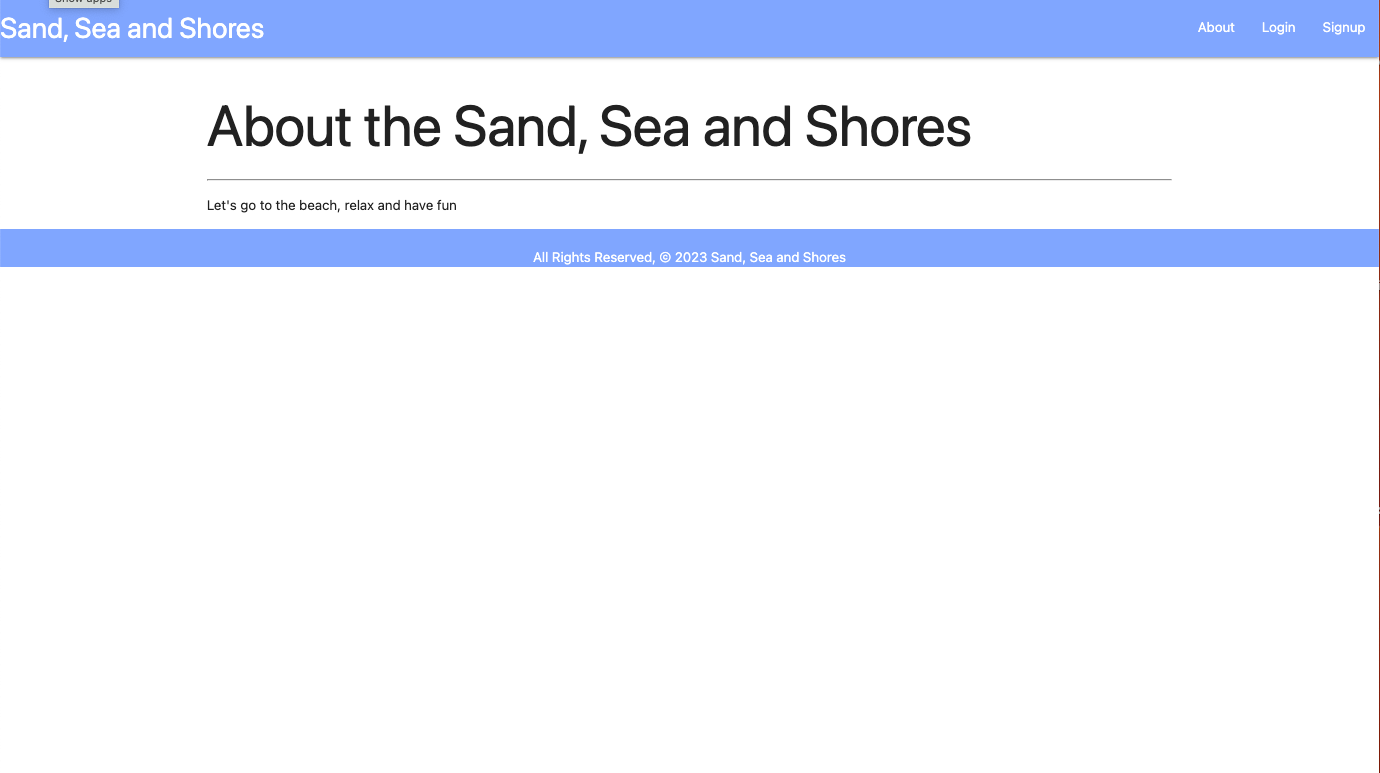 Show apps
Sand, Sea and Shores
About Login Signup
About the Sand, Sea and Shores
Let's go to the beach, relax and have fun
All Rights Reserved, © 2023 Sand, Sea and Shores